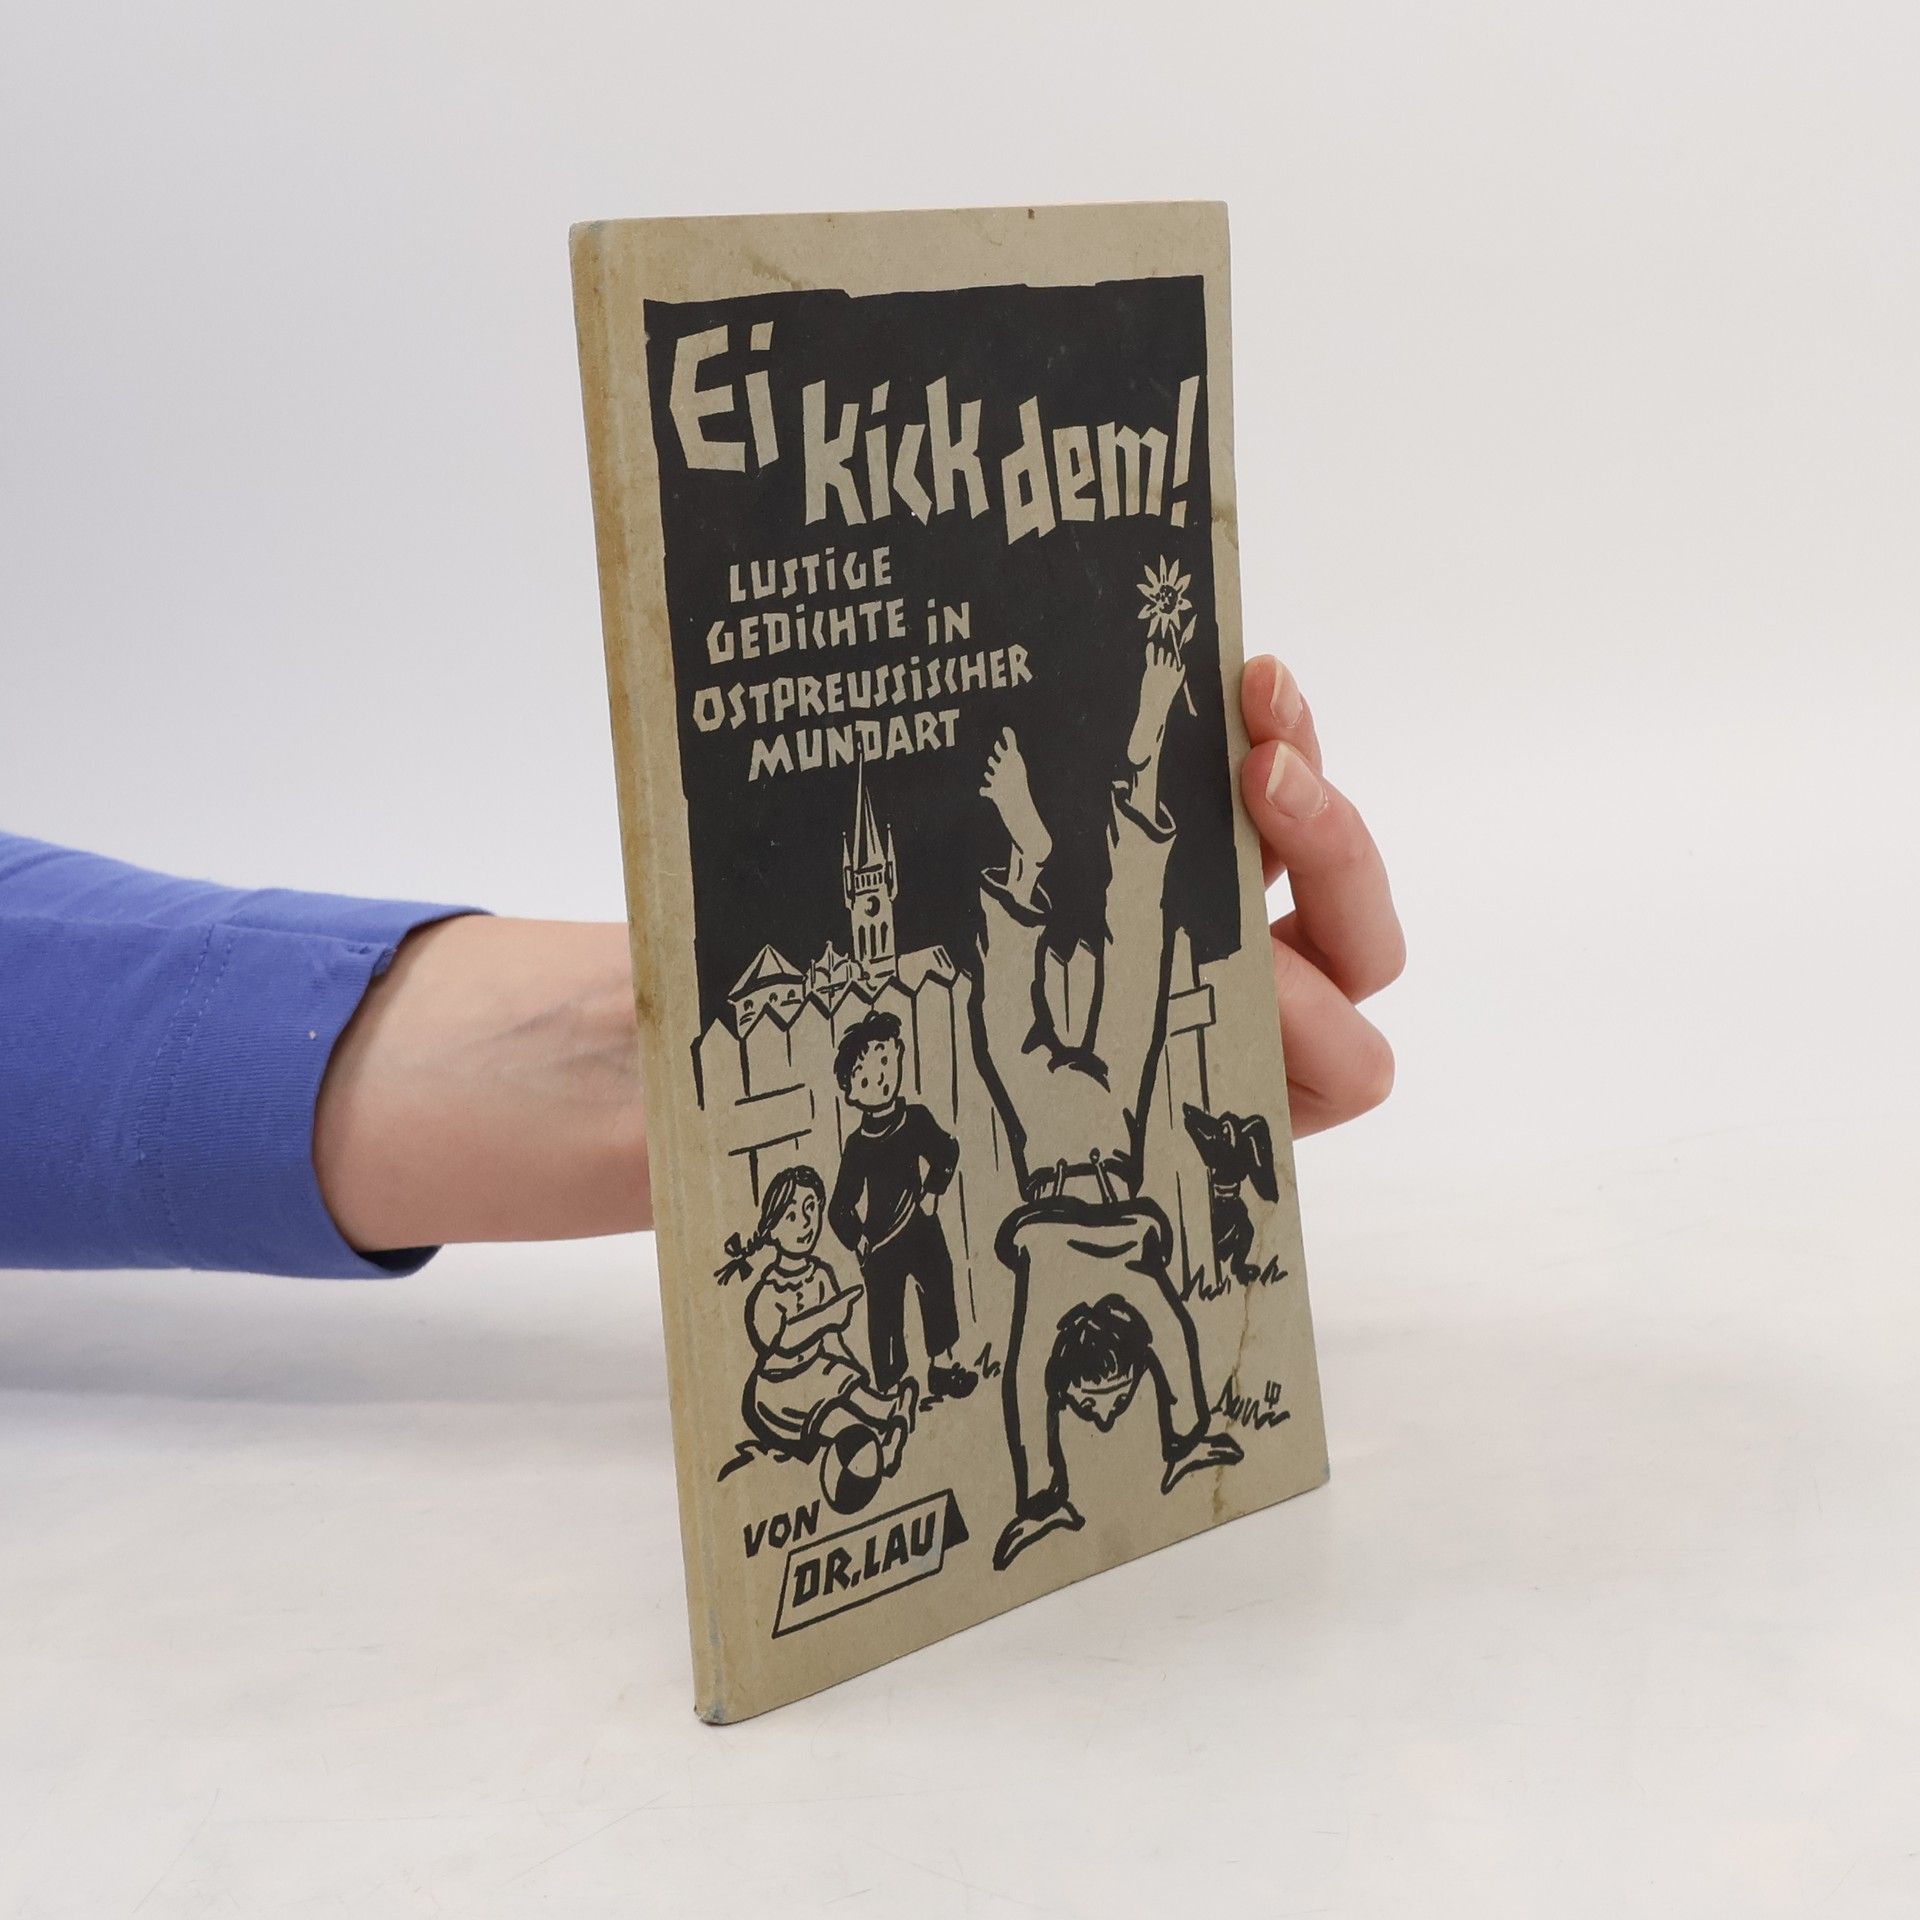 Ei
kick dem!
LUSTIGE
GEDICHTE IN
OSTPREUSSISCHER
MUNDART
VON
DR. LAU